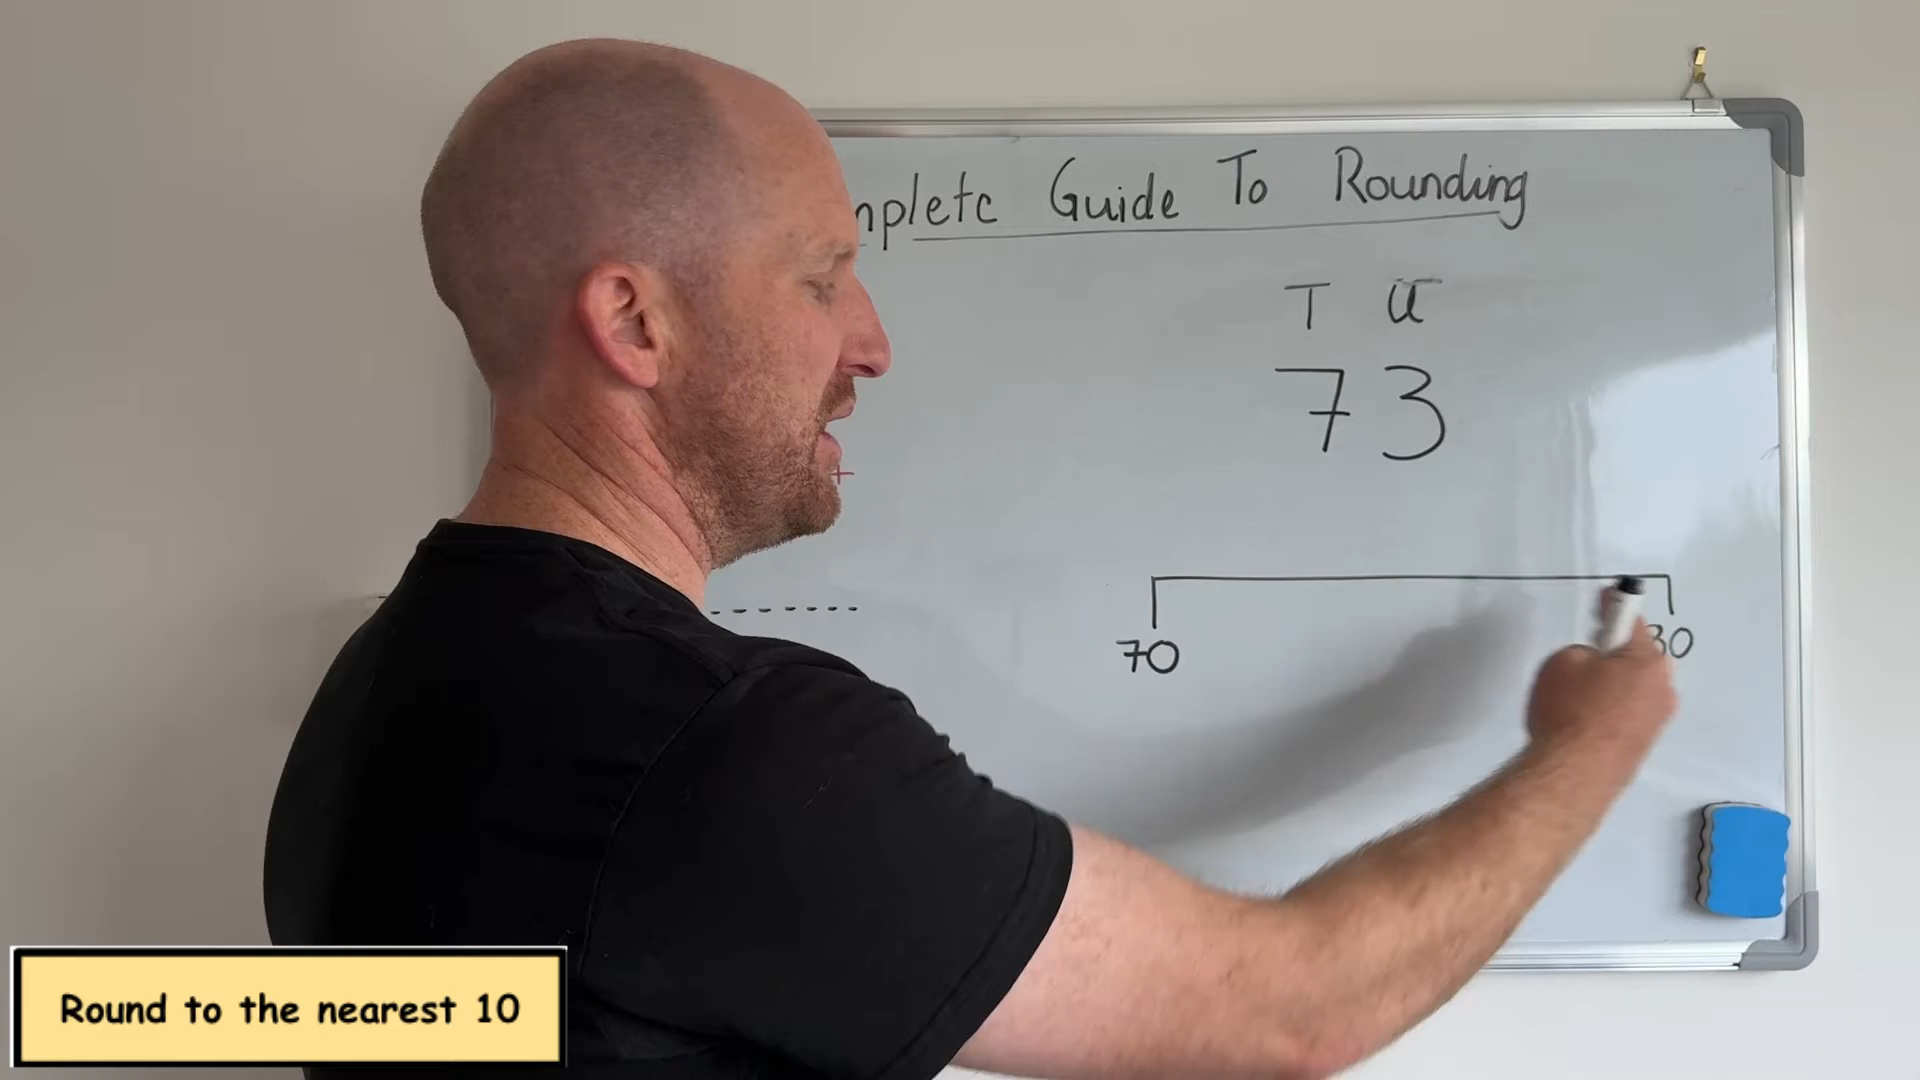 mplete Guide To Rounding
T U
73
+
70 80
Round to the nearest 10